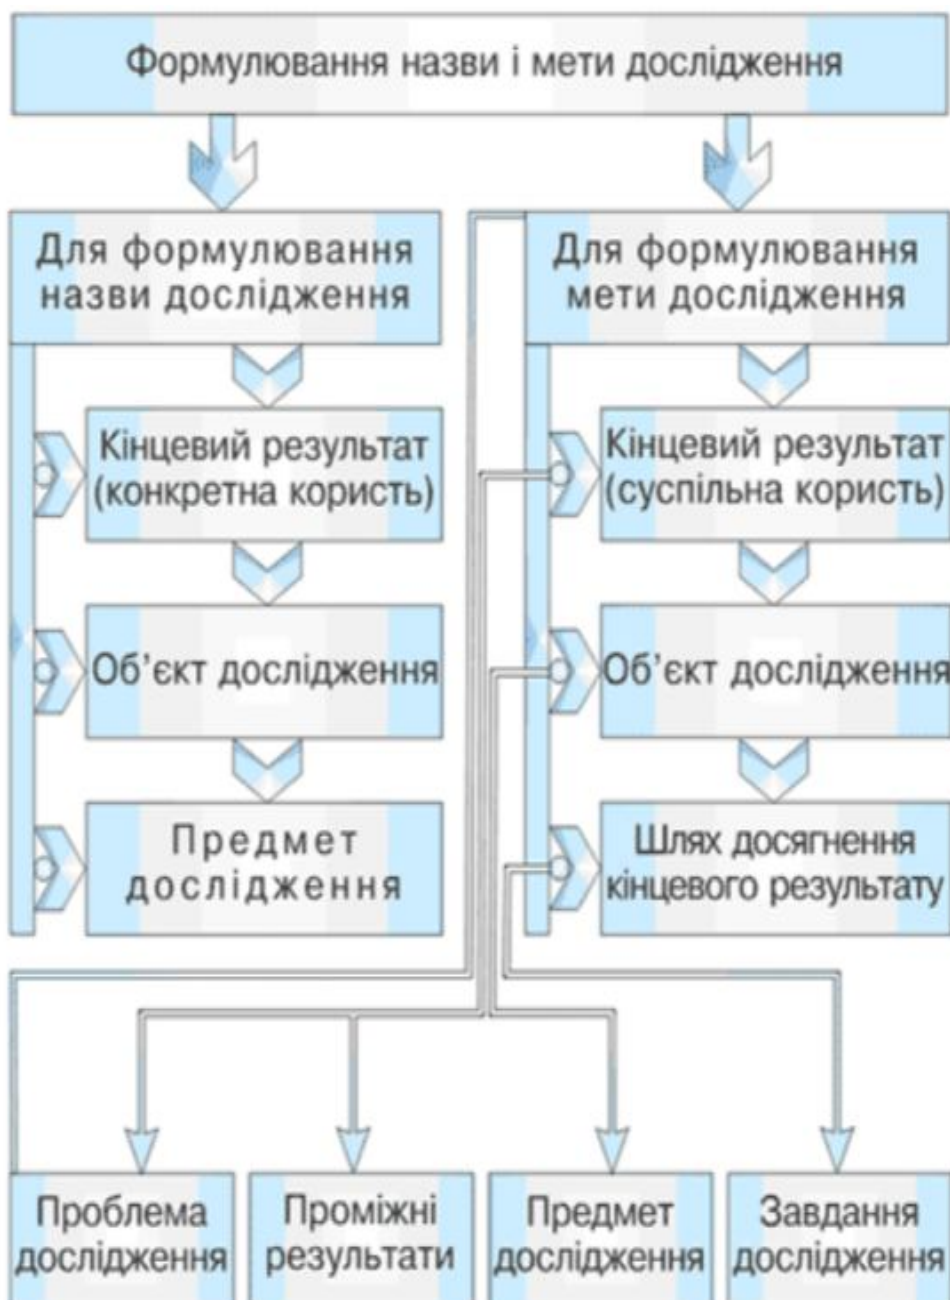 Формулювання назви і мети дослідження
Для формулювання
назви дослідження
Кінцевий результат
(конкретна користь)
Об’єкт дослідження
Предмет
дослідження
Для формулювання
мети дослідження
Кінцевий результат
(суспільна користь)
Об’єкт дослідження
Шлях досягнення
кінцевого результату
Проблема
дослідження
Проміжні
результати
Предмет
дослідження
Завдання
дослідження